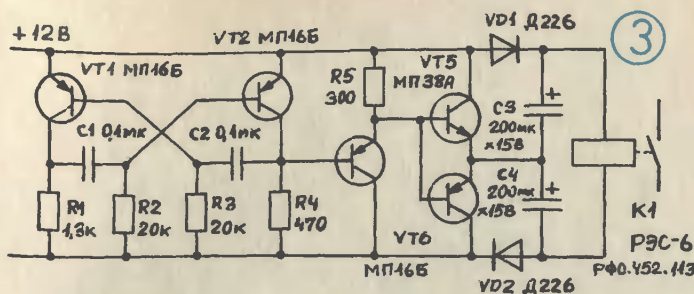 +12В
VT1 МП16Б
VT2 МП16Б
VD1 Д226
3
C1 0,1мк
C2 0,1мк
R5
300
VT5
МП38А
C3
200мк
х15В
C4
200мк
х15В
R1
1,3к
R2
20к
R3
20к
R4
470
VT6
МП16Б
VD2 Д226
К1
РЭС-6
РФ0.452.113